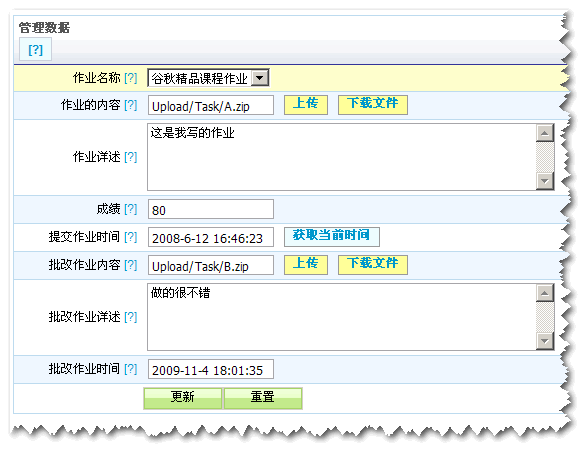 管理数据
[?]
作业名称 [?] 谷秋精品课程作业
作业的内容 [?] Upload/Task/A.zip 上传 下载文件
作业详述 [?] 这是我写的作业
成绩 [?] 80
提交作业时间 [?] 2008-6-12 16:46:23 获取当前时间
批改作业内容 [?] Upload/Task/B.zip 上传 下载文件
批改作业详述 [?] 做的很不错
批改作业时间 [?] 2009-11-4 18:01:35
更新 重置